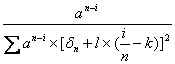 a^{n-i}
∑ a^{n-i} × [δ_n + l × (i/n - k)]^2